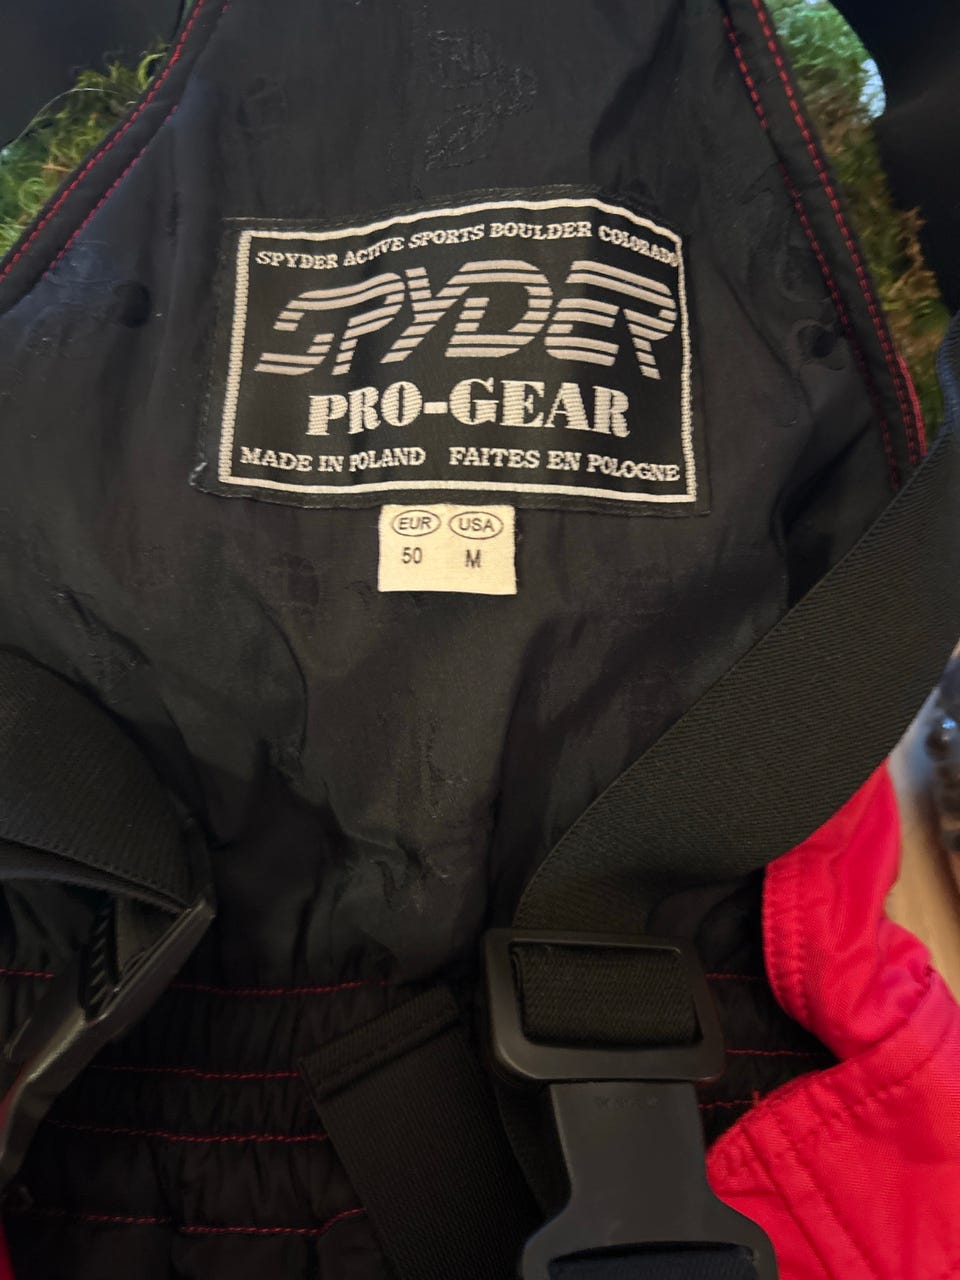 SPYDER ACTIVE SPORTS BOULDER COLORADO
SPYDER
PRO-GEAR
MADE IN POLAND FAITES EN POLOGNE
EUR USA
50 M